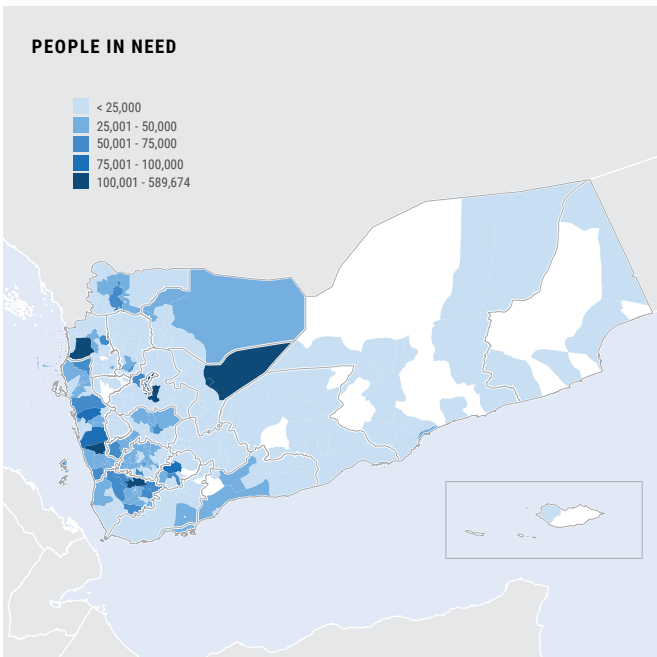 PEOPLE IN NEED
< 25,000
25,001 - 50,000
50,001 - 75,000
75,001 - 100,000
100,001 - 589,674